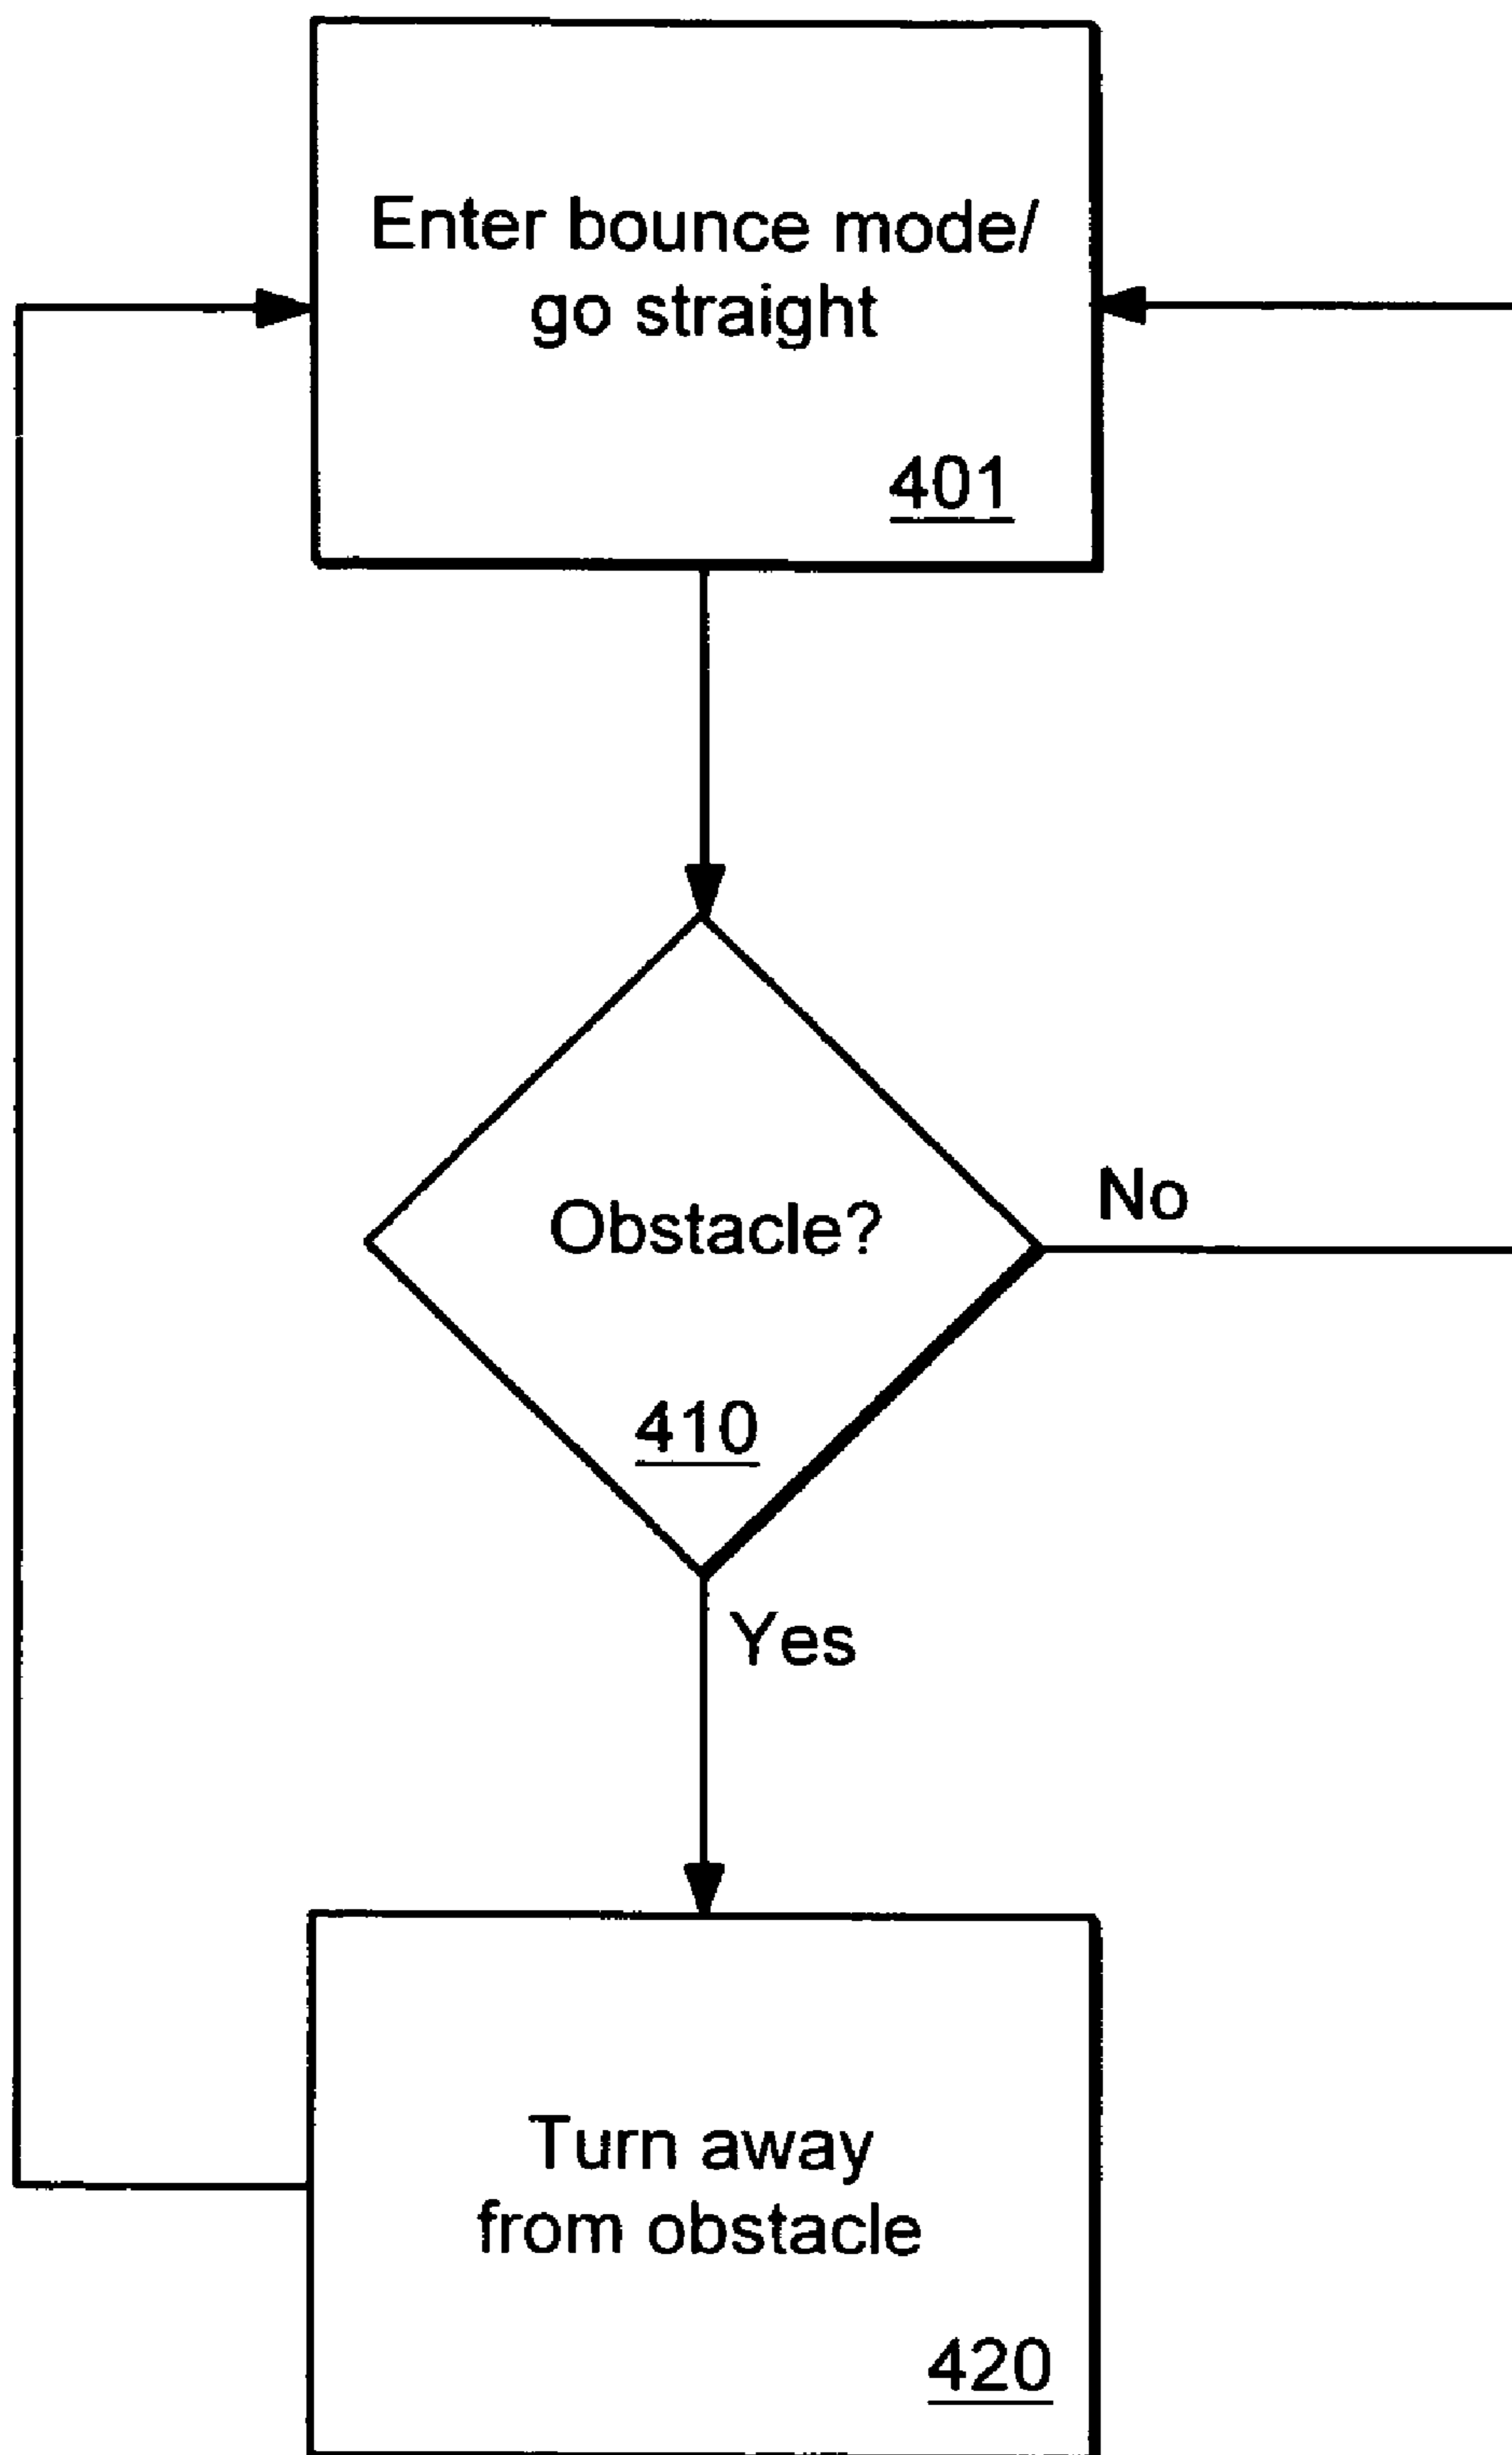 Enter bounce mode/
go straight
401
Obstacle?
No
410
Yes
Turn away
from obstacle
420